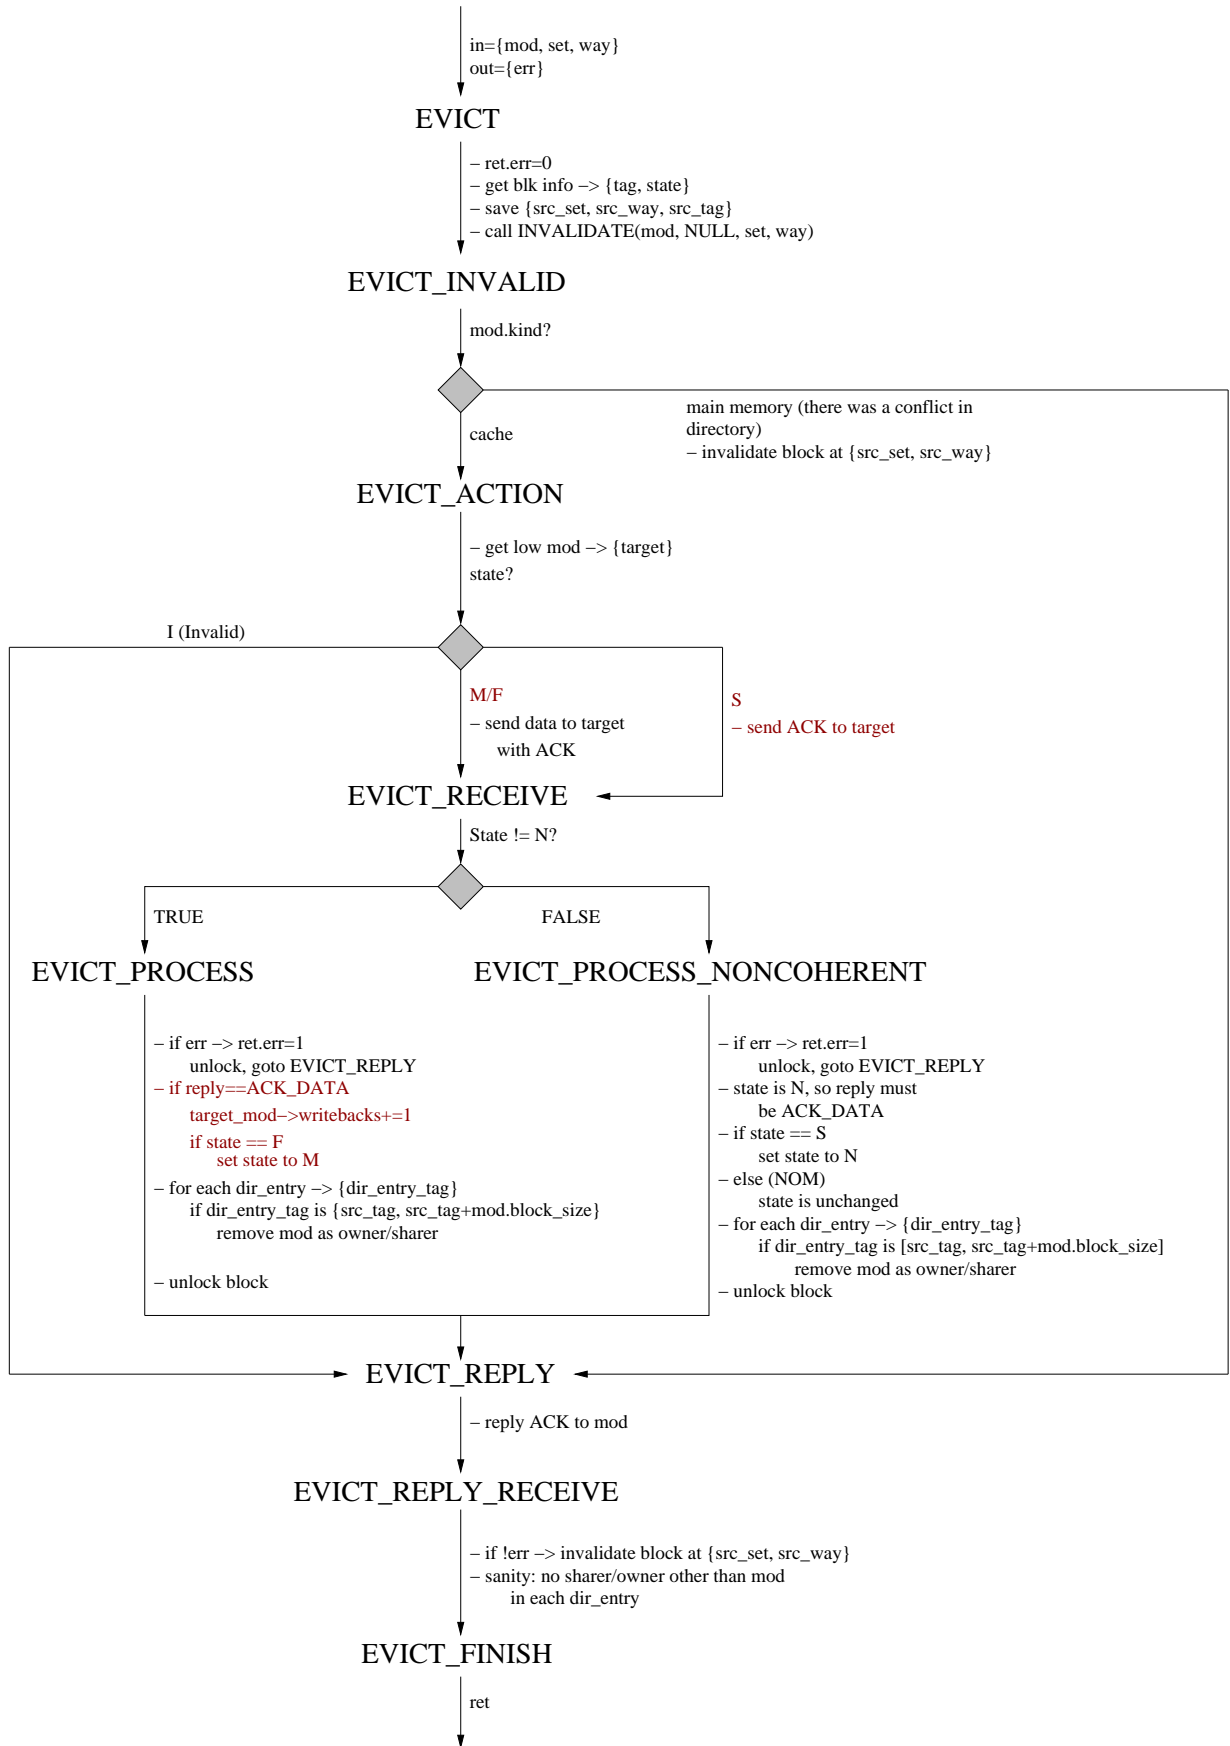 in={mod, set, way}
out={err}
EVICT
– ret.err=0
– get blk info –> {tag, state}
– save {src_set, src_way, src_tag}
– call INVALIDATE(mod, NULL, set, way)
EVICT_INVALID
mod.kind?
main memory (there was a conflict in
directory)
– invalidate block at {src_set, src_way}
cache
EVICT_ACTION
– get low mod –> {target}
state?
I (Invalid)
M/F
– send data to target
with ACK
S
– send ACK to target
EVICT_RECEIVE
State != N?
TRUE
FALSE
EVICT_PROCESS
EVICT_PROCESS_NONCOHERENT
– if err –> ret.err=1
unlock, goto EVICT_REPLY
– if reply==ACK_DATA
target_mod–>writebacks+=1
if state == F
set state to M
– for each dir_entry –> {dir_entry_tag}
if dir_entry_tag is {src_tag, src_tag+mod.block_size}
remove mod as owner/sharer
– unlock block
– if err –> ret.err=1
unlock, goto EVICT_REPLY
– state is N, so reply must
be ACK_DATA
– if state == S
set state to N
– else (NOM)
state is unchanged
– for each dir_entry –> {dir_entry_tag}
if dir_entry_tag is [src_tag, src_tag+mod.block_size]
remove mod as owner/sharer
– unlock block
EVICT_REPLY
– reply ACK to mod
EVICT_REPLY_RECEIVE
– if !err –> invalidate block at {src_set, src_way}
– sanity: no sharer/owner other than mod
in each dir_entry
EVICT_FINISH
ret